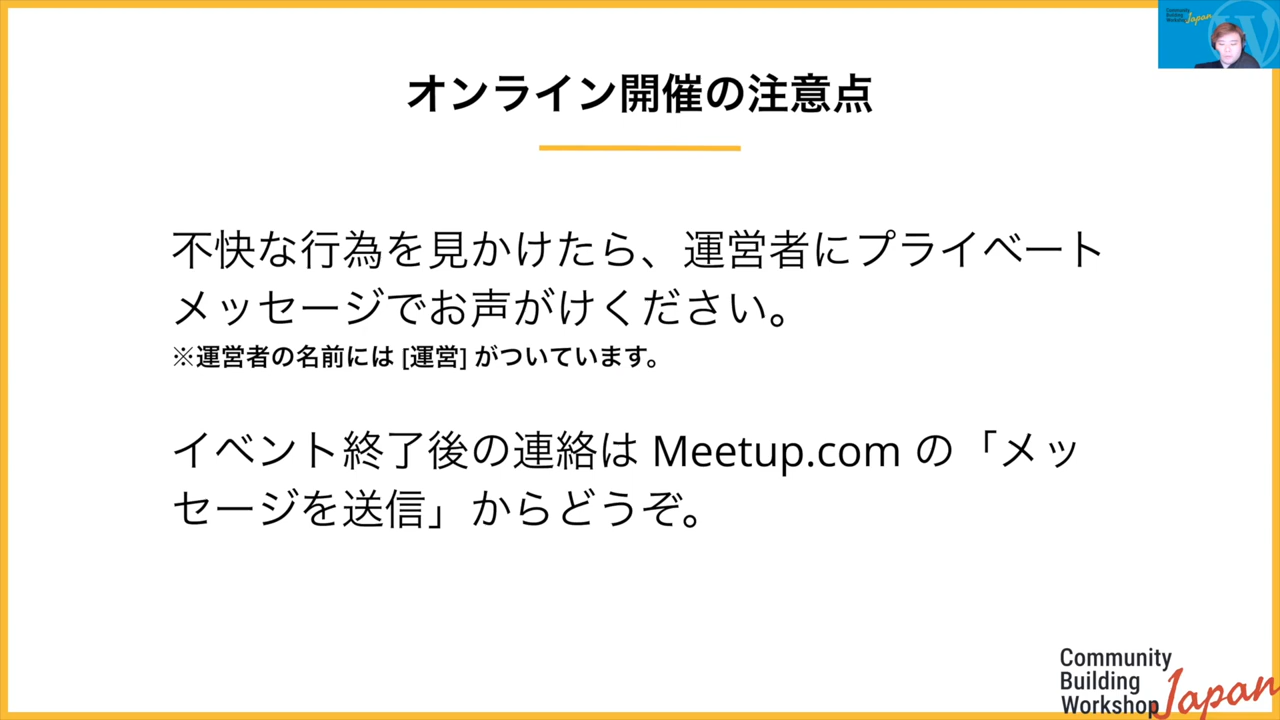 Community
Building
Workshop Japan
オンライン開催の注意点
不快な行為を見かけたら、運営者にプライベート
メッセージでお声がけください。
※運営者の名前には [運営] がついています。
イベント終了後の連絡は Meetup.com の「メッ
セージを送信」からどうぞ。
Community
Building
Workshop Japan